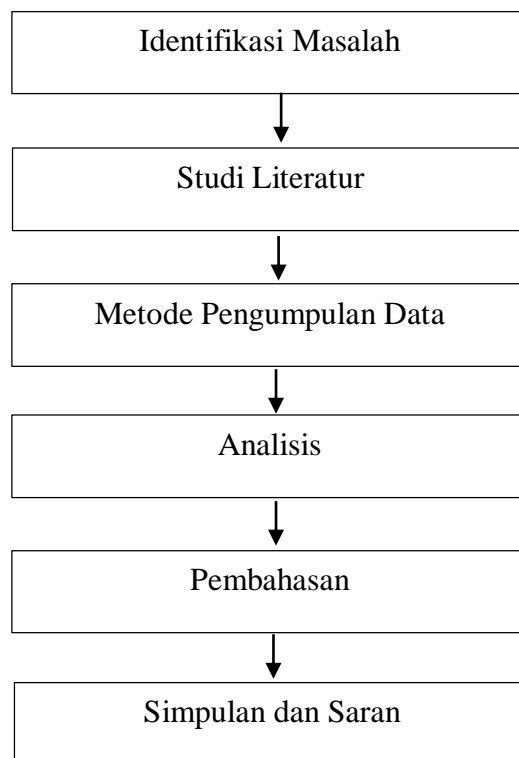 Identifikasi Masalah
Studi Literatur
Metode Pengumpulan Data
Analisis
Pembahasan
Simpulan dan Saran